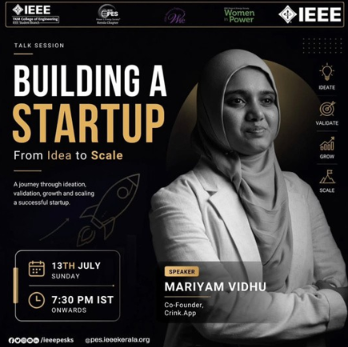 IEEE
TKM College of Engineering
PES
WiE
Women in Power
IEEE
TALK SESSION
BUILDING A
STARTUP
From Idea to Scale
A journey through ideation,
validation, growth and scaling
a successful startup.
IDEATE
VALIDATE
GROW
SCALE
13TH JULY
SUNDAY
7:30 PM IST
ONWARDS
SPEAKER
MARIYAM VIDHU
Co-Founder,
Crink.App
/ieeepesks
@pes.ieeekerala.org